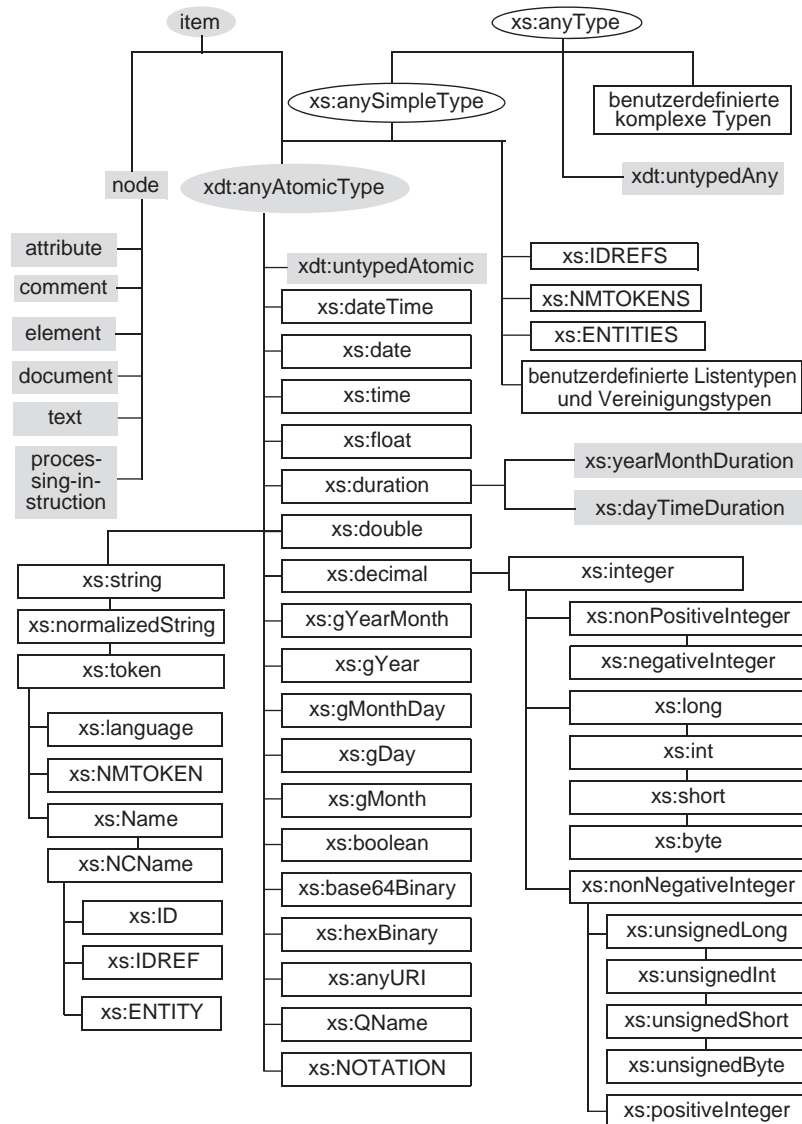 item
xs:anyType
xs:anySimpleType
benutzerdefinierte
komplexe Typen
node
xdt:anyAtomicType
xdt:untypedAny
attribute
comment
element
document
text
proces-
sing-in-
struction
xdt:untypedAtomic
xs:dateTime
xs:date
xs:time
xs:float
xs:duration
xs:double
xs:decimal
xs:gYearMonth
xs:gYear
xs:gMonthDay
xs:gDay
xs:gMonth
xs:boolean
xs:base64Binary
xs:hexBinary
xs:anyURI
xs:QName
xs:NOTATION
xs:IDREFS
xs:NMTOKENS
xs:ENTITIES
benutzerdefinierte Listentypen
und Vereinigungstypen
xs:yearMonthDuration
xs:dayTimeDuration
xs:string
xs:normalizedString
xs:token
xs:language
xs:NMTOKEN
xs:Name
xs:NCName
xs:ID
xs:IDREF
xs:ENTITY
xs:integer
xs:nonPositiveInteger
xs:negativeInteger
xs:long
xs:int
xs:short
xs:byte
xs:nonNegativeInteger
xs:unsignedLong
xs:unsignedInt
xs:unsignedShort
xs:unsignedByte
xs:positiveInteger